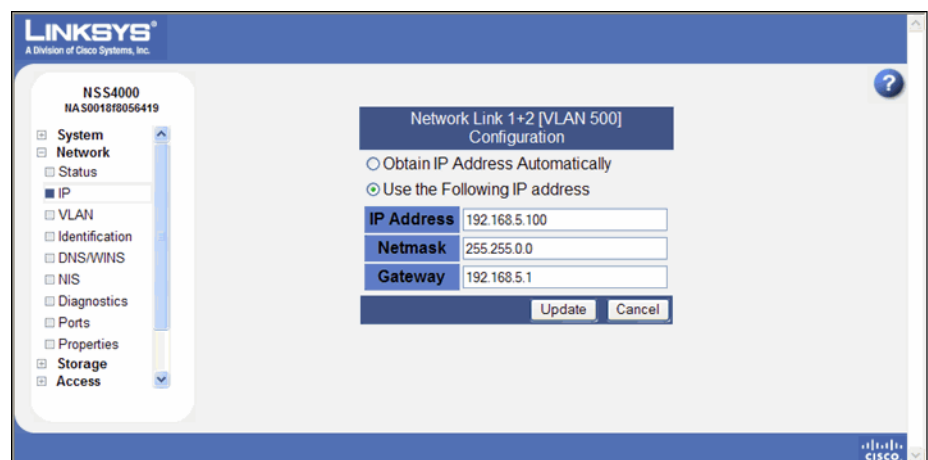 LINKSYS®
A Division of Cisco Systems, Inc.
NSS4000
NAS0018f8056419
System
Network
Status
IP
VLAN
Identification
DNS/WINS
NIS
Diagnostics
Ports
Properties
Storage
Access
?
Network Link 1+2 [VLAN 500]
Configuration
Obtain IP Address Automatically
Use the Following IP address
IP Address 192.168.5.100
Netmask 255.255.0.0
Gateway 192.168.5.1
Update Cancel
CISCO